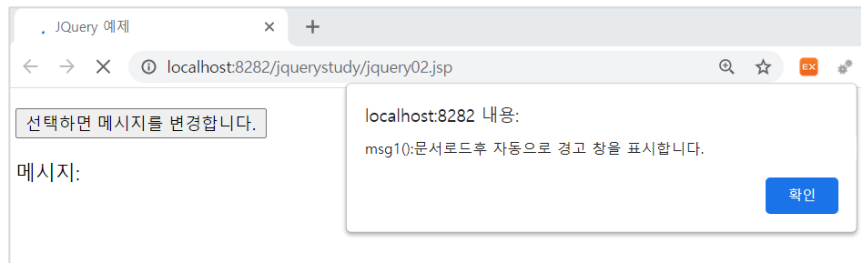 JQuery 예제
localhost:8282/jquerystudy/jquery02.jsp
EX
선택하면 메시지를 변경합니다.
메시지:
localhost:8282 내용:
msg1():문서로드후 자동으로 경고 창을 표시합니다.
확인